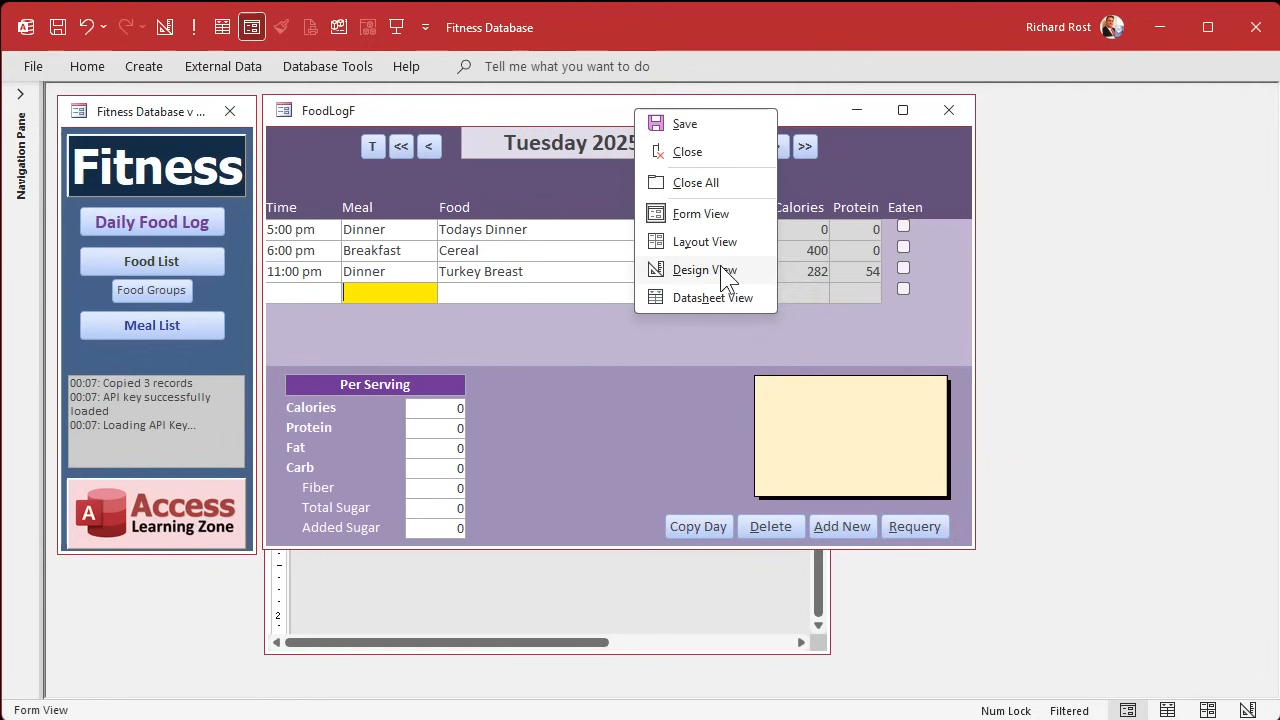 Fitness Database
Richard Rost
File
Home
Create
External Data
Database Tools
Help
Tell me what you want to do
Navigation Pane
Fitness Database v ...
Fitness
Daily Food Log
Food List
Food Groups
Meal List
00:07: Copied 3 records
00:07: API key successfully
loaded
00:07: Loading API Key...
A
Access
Learning Zone
FoodLogF
T
<<
<
Tuesday 2025
>>
Time Meal Food Calories Protein Eaten
5:00 pm Dinner Todays Dinner 0 0
6:00 pm Breakfast Cereal 400 0
11:00 pm Dinner Turkey Breast 282 54
Save
Close
Close All
Form View
Layout View
Design View
Datasheet View
Per Serving
Calories 0
Protein 0
Fat 0
Carb 0
Fiber 0
Total Sugar 0
Added Sugar 0
Copy Day
Delete
Add New
Requery
2
Form View
Num Lock
Filtered